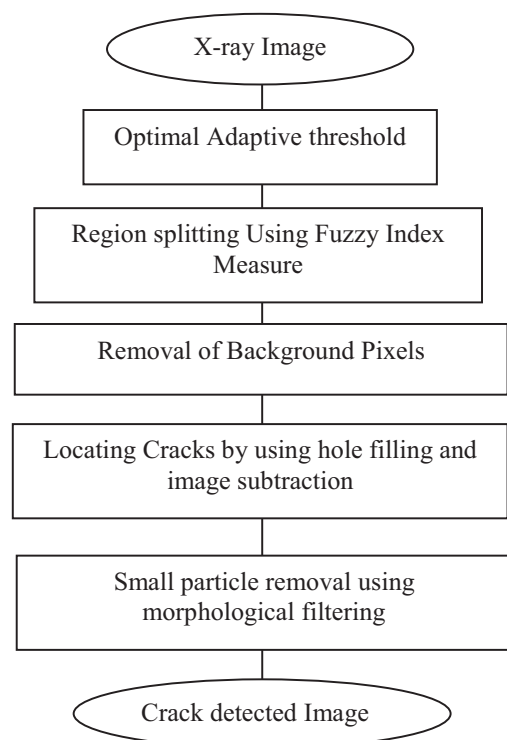 X-ray Image
Optimal Adaptive threshold
Region splitting Using Fuzzy Index
Measure
Removal of Background Pixels
Locating Cracks by using hole filling and
image subtraction
Small particle removal using
morphological filtering
Crack detected Image